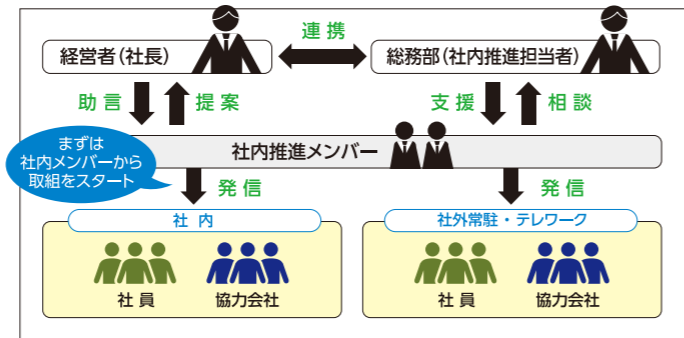 連携
経営者(社長)
総務部(社内推進担当者)
助言
提案
支援
相談
まずは
社内メンバーから
取組をスタート
社内推進メンバー
発信
発信
社内
社外常駐・テレワーク
社員
協力会社
社員
協力会社